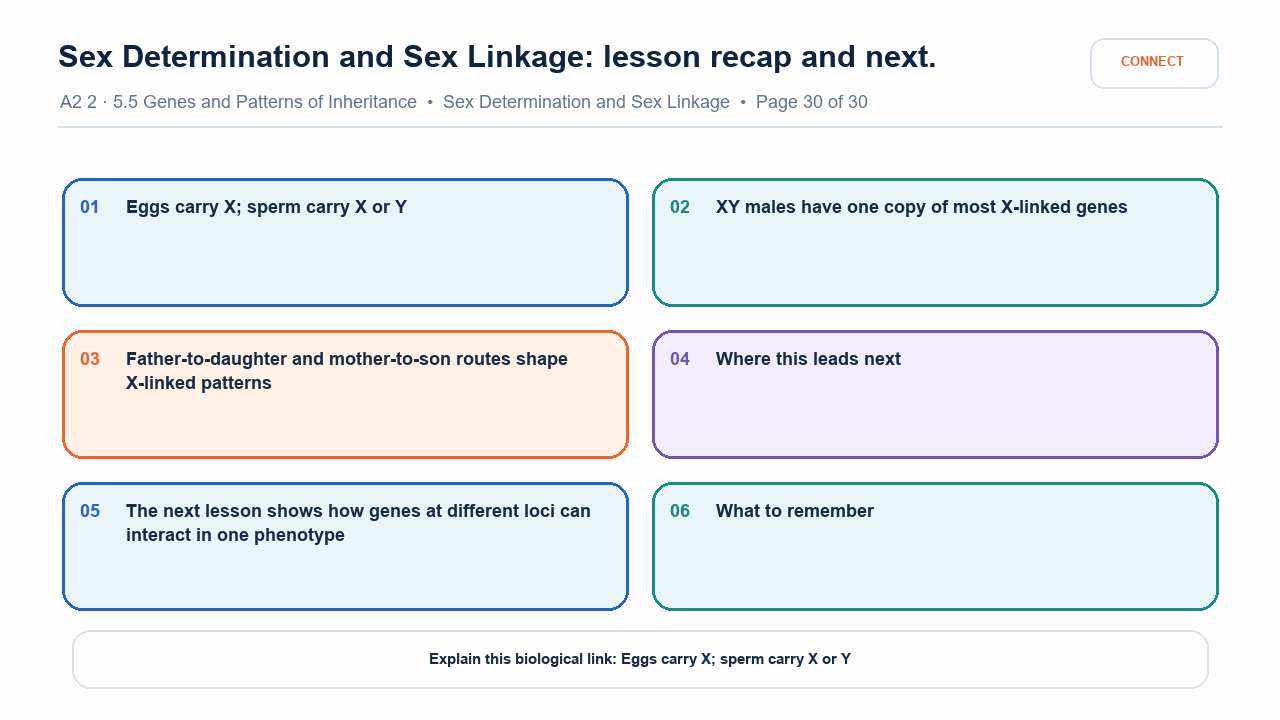 Sex Determination and Sex Linkage: lesson recap and next.
CONNECT
A2 2 · 5.5 Genes and Patterns of Inheritance • Sex Determination and Sex Linkage • Page 30 of 30
01 Eggs carry X; sperm carry X or Y
02 XY males have one copy of most X-linked genes
03 Father-to-daughter and mother-to-son routes shape
X-linked patterns
04 Where this leads next
05 The next lesson shows how genes at different loci can
interact in one phenotype
06 What to remember
Explain this biological link: Eggs carry X; sperm carry X or Y